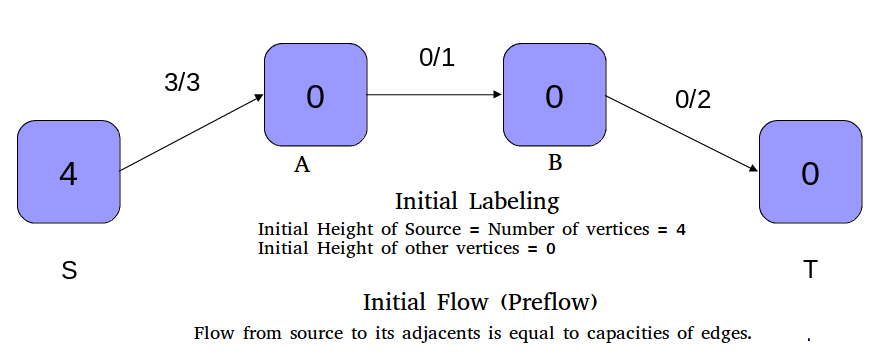 0/1
3/3
0
0
0/2
4
0
A
B
Initial Labeling
Initial Height of Source = Number of vertices = 4
Initial Height of other vertices = 0
S
T
Initial Flow (Preflow)
Flow from source to its adjacents is equal to capacities of edges.